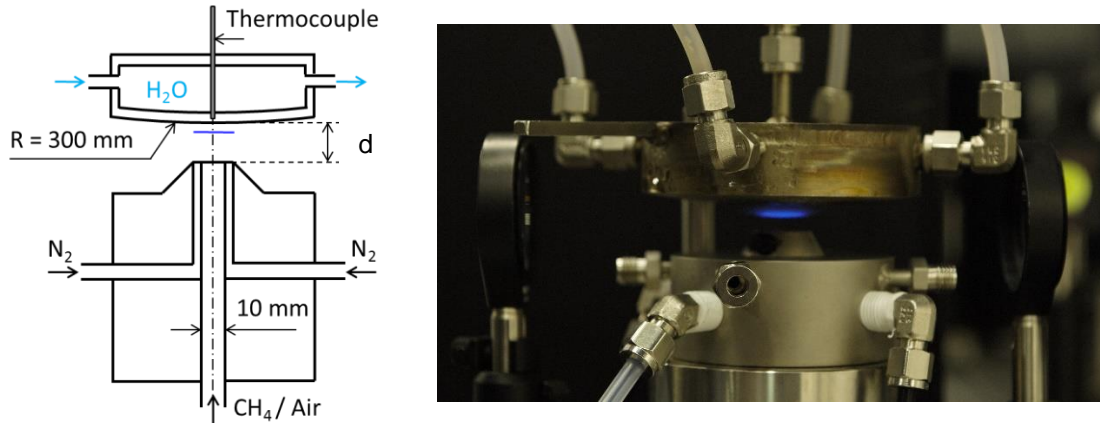 Thermocouple
H₂O
R = 300 mm
d
N₂
N₂
10 mm
CH₄ / Air